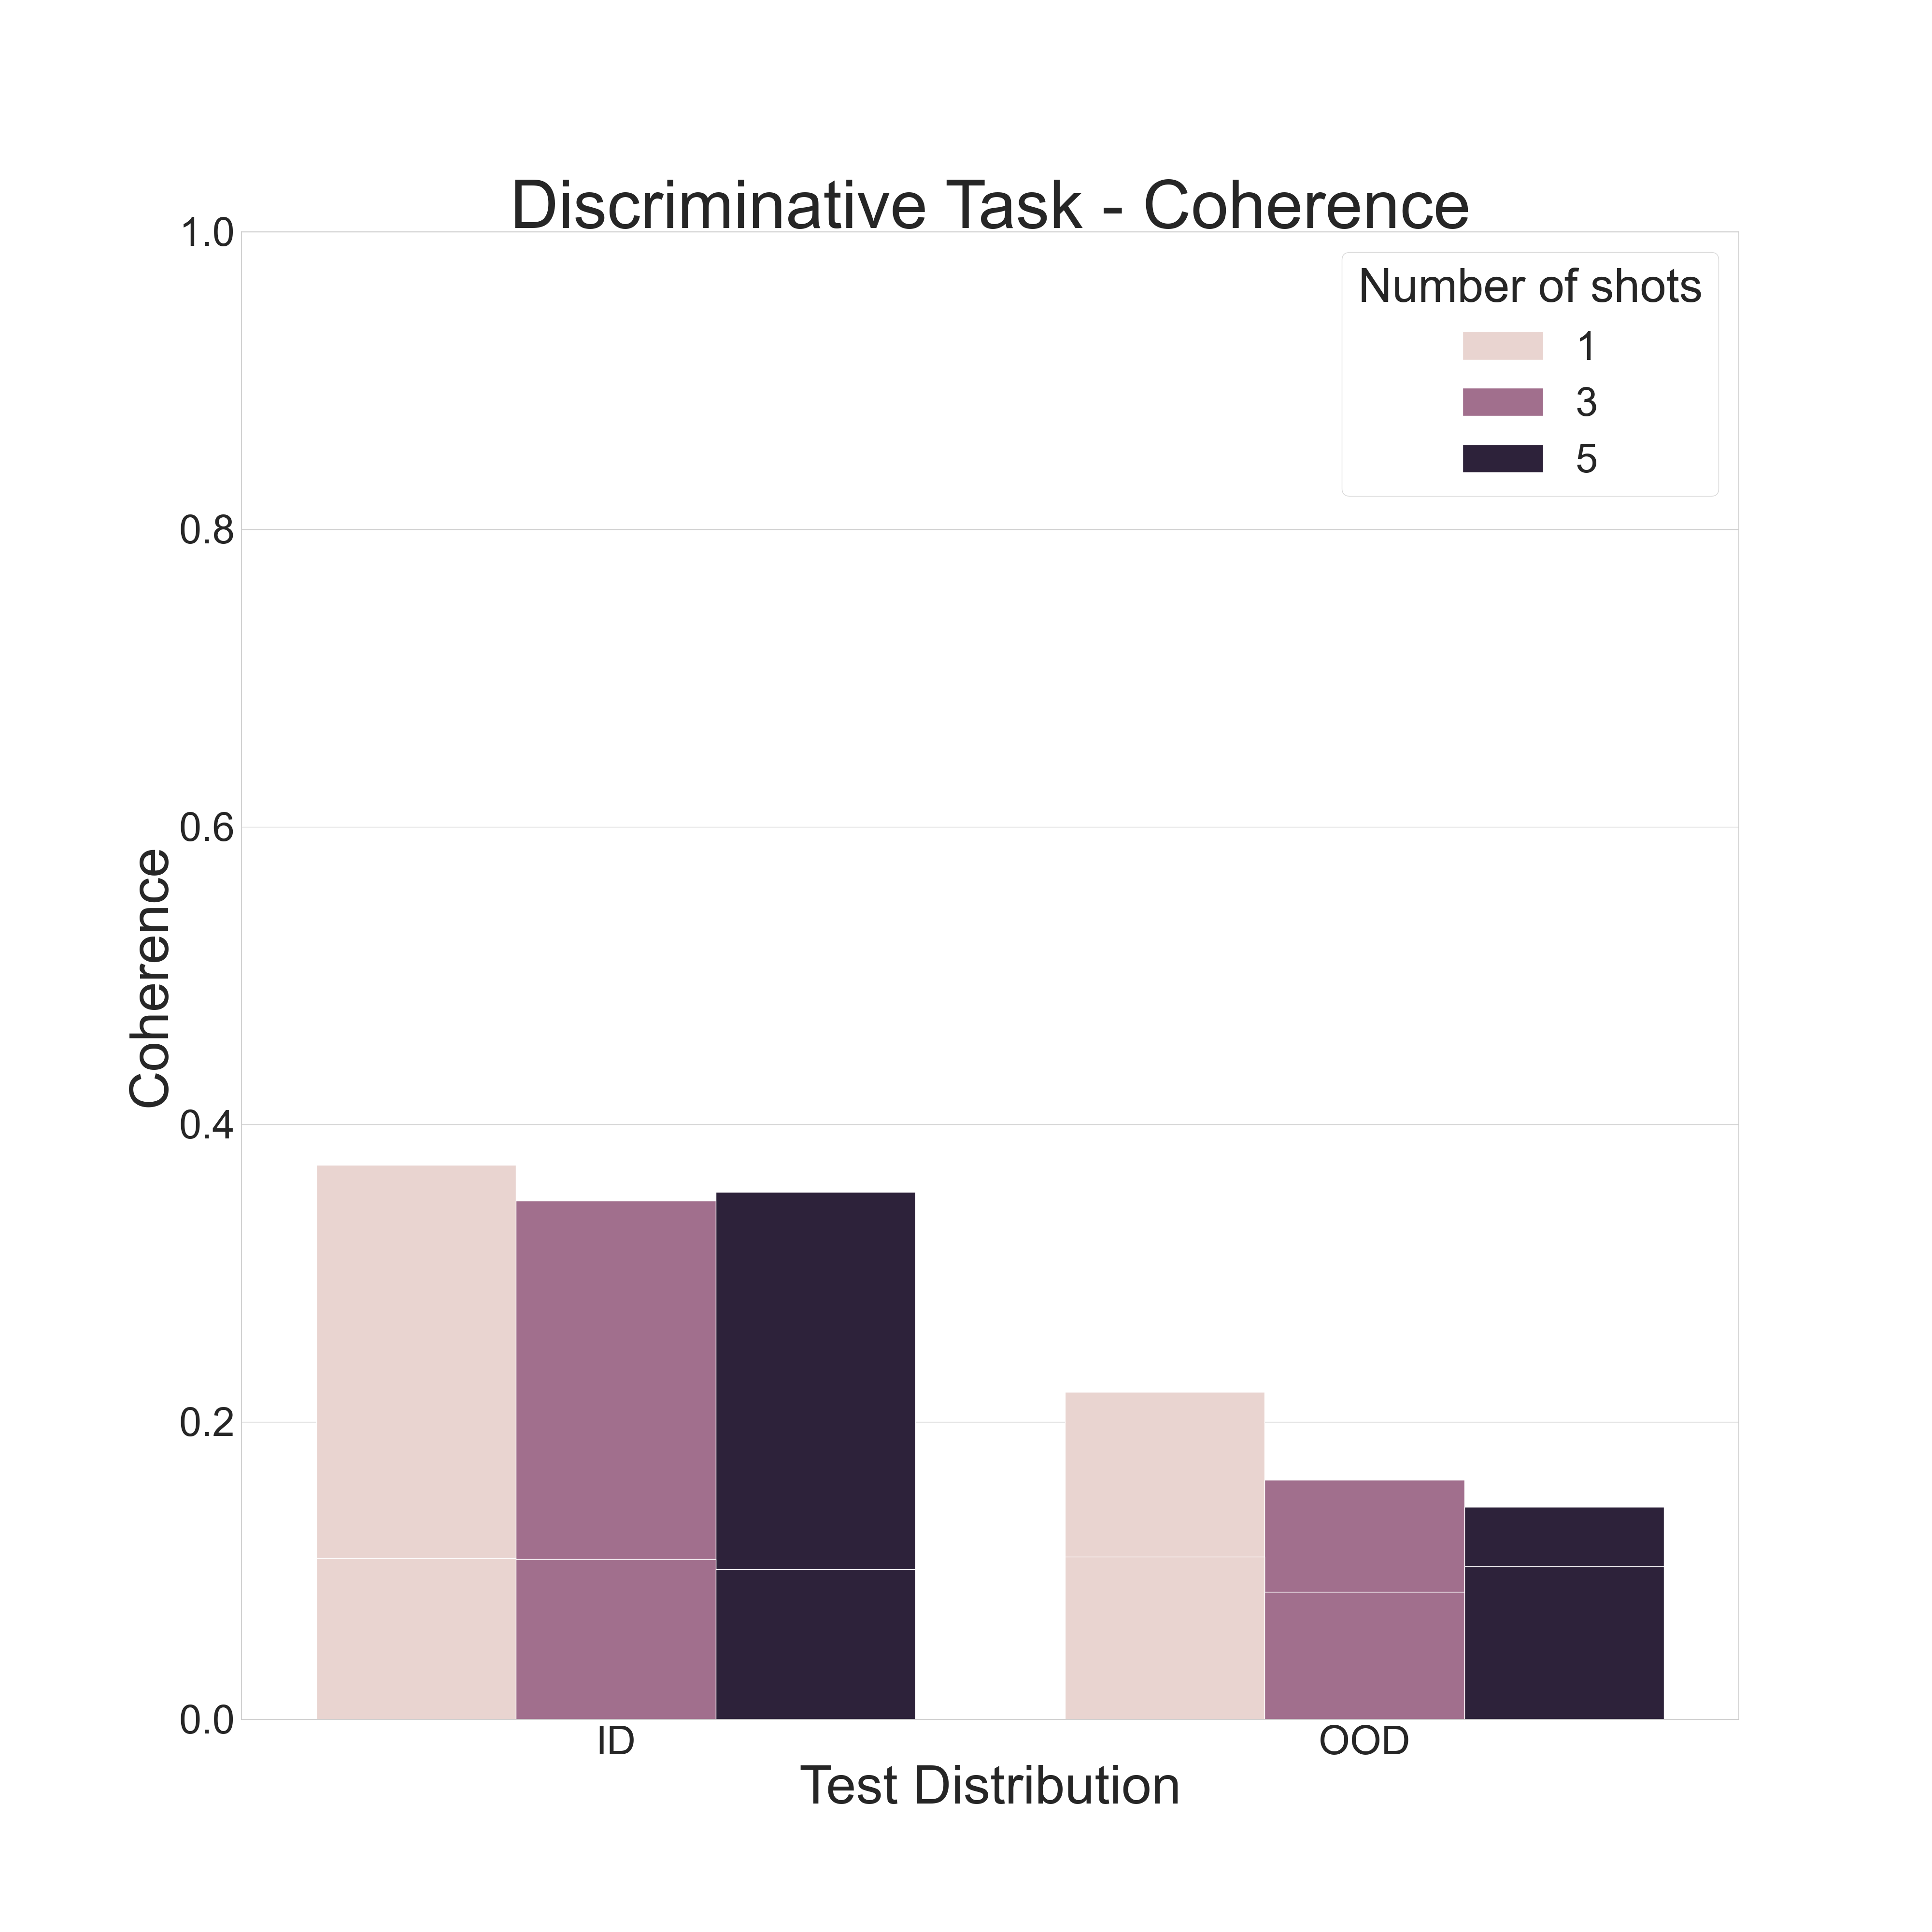 Discriminative Task - Coherence
1.0
0.8
0.6
0.4
0.2
0.0
Coherence
Number of shots
1
3
5
ID
OOD
Test Distribution